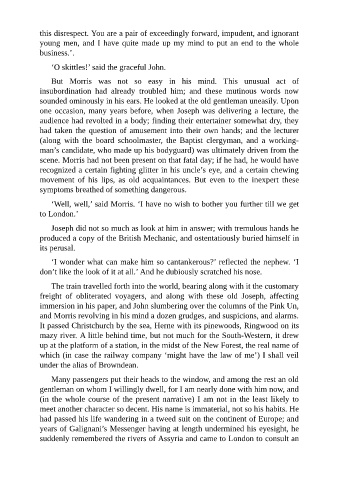 this disrespect. You are a pair of exceedingly forward, impudent, and ignorant
young men, and I have quite made up my mind to put an end to the whole
business.’.
‘O skittles!’ said the graceful John.
But Morris was not so easy in his mind. This unusual act of
insubordination had already troubled him; and these mutinous words now
sounded ominously in his ears. He looked at the old gentleman uneasily. Upon
one occasion, many years before, when Joseph was delivering a lecture, the
audience had revolted in a body; finding their entertainer somewhat dry, they
had taken the question of amusement into their own hands; and the lecturer
(along with the board schoolmaster, the Baptist clergyman, and a working-
man’s candidate, who made up his bodyguard) was ultimately driven from the
scene. Morris had not been present on that fatal day; if he had, he would have
recognized a certain fighting glitter in his uncle’s eye, and a certain chewing
movement of his lips, as old acquaintances. But even to the inexpert these
symptoms breathed of something dangerous.
‘Well, well,’ said Morris. ‘I have no wish to bother you further till we get
to London.’
Joseph did not so much as look at him in answer; with tremulous hands he
produced a copy of the British Mechanic, and ostentatiously buried himself in
its perusal.
‘I wonder what can make him so cantankerous?’ reflected the nephew. ‘I
don’t like the look of it at all.’ And he dubiously scratched his nose.
The train travelled forth into the world, bearing along with it the customary
freight of obliterated voyagers, and along with these old Joseph, affecting
immersion in his paper, and John slumbering over the columns of the Pink Un,
and Morris revolving in his mind a dozen grudges, and suspicions, and alarms.
It passed Christchurch by the sea, Herne with its pinewoods, Ringwood on its
mazy river. A little behind time, but not much for the South-Western, it drew
up at the platform of a station, in the midst of the New Forest, the real name of
which (in case the railway company ‘might have the law of me’) I shall veil
under the alias of Browndean.
Many passengers put their heads to the window, and among the rest an old
gentleman on whom I willingly dwell, for I am nearly done with him now, and
(in the whole course of the present narrative) I am not in the least likely to
meet another character so decent. His name is immaterial, not so his habits. He
had passed his life wandering in a tweed suit on the continent of Europe; and
years of Galignani’s Messenger having at length undermined his eyesight, he
suddenly remembered the rivers of Assyria and came to London to consult an